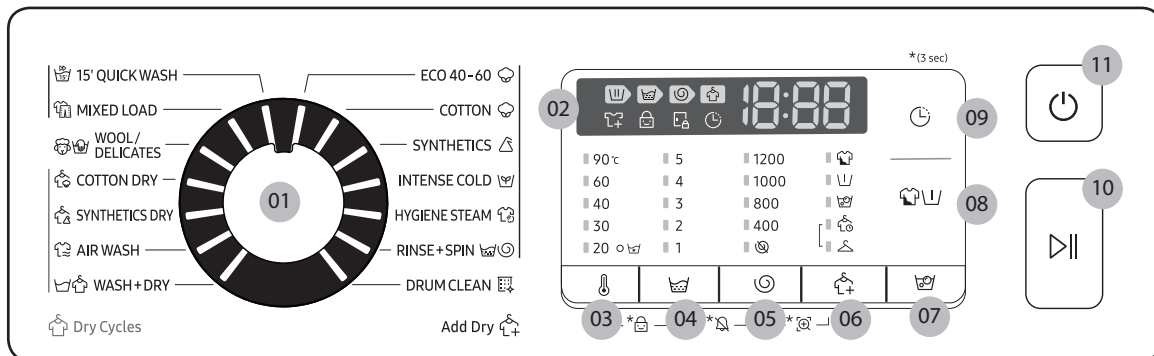 *(3 sec)
11
15' QUICK WASH
ECO 40-60
MIXED LOAD
COTTON
WOOL/
DELICATES
SYNTHETICS
COTTON DRY
INTENSE COLD
SYNTHETICS DRY
HYGIENE STEAM
AIR WASH
RINSE+SPIN
WASH+DRY
DRUM CLEAN
Dry Cycles
Add Dry
01
02
18:88
09
90℃ 5 1200
60 4 1000
40 3 800
30 2 400
20 1
08
10
03 * 04 * 05 * 06 07